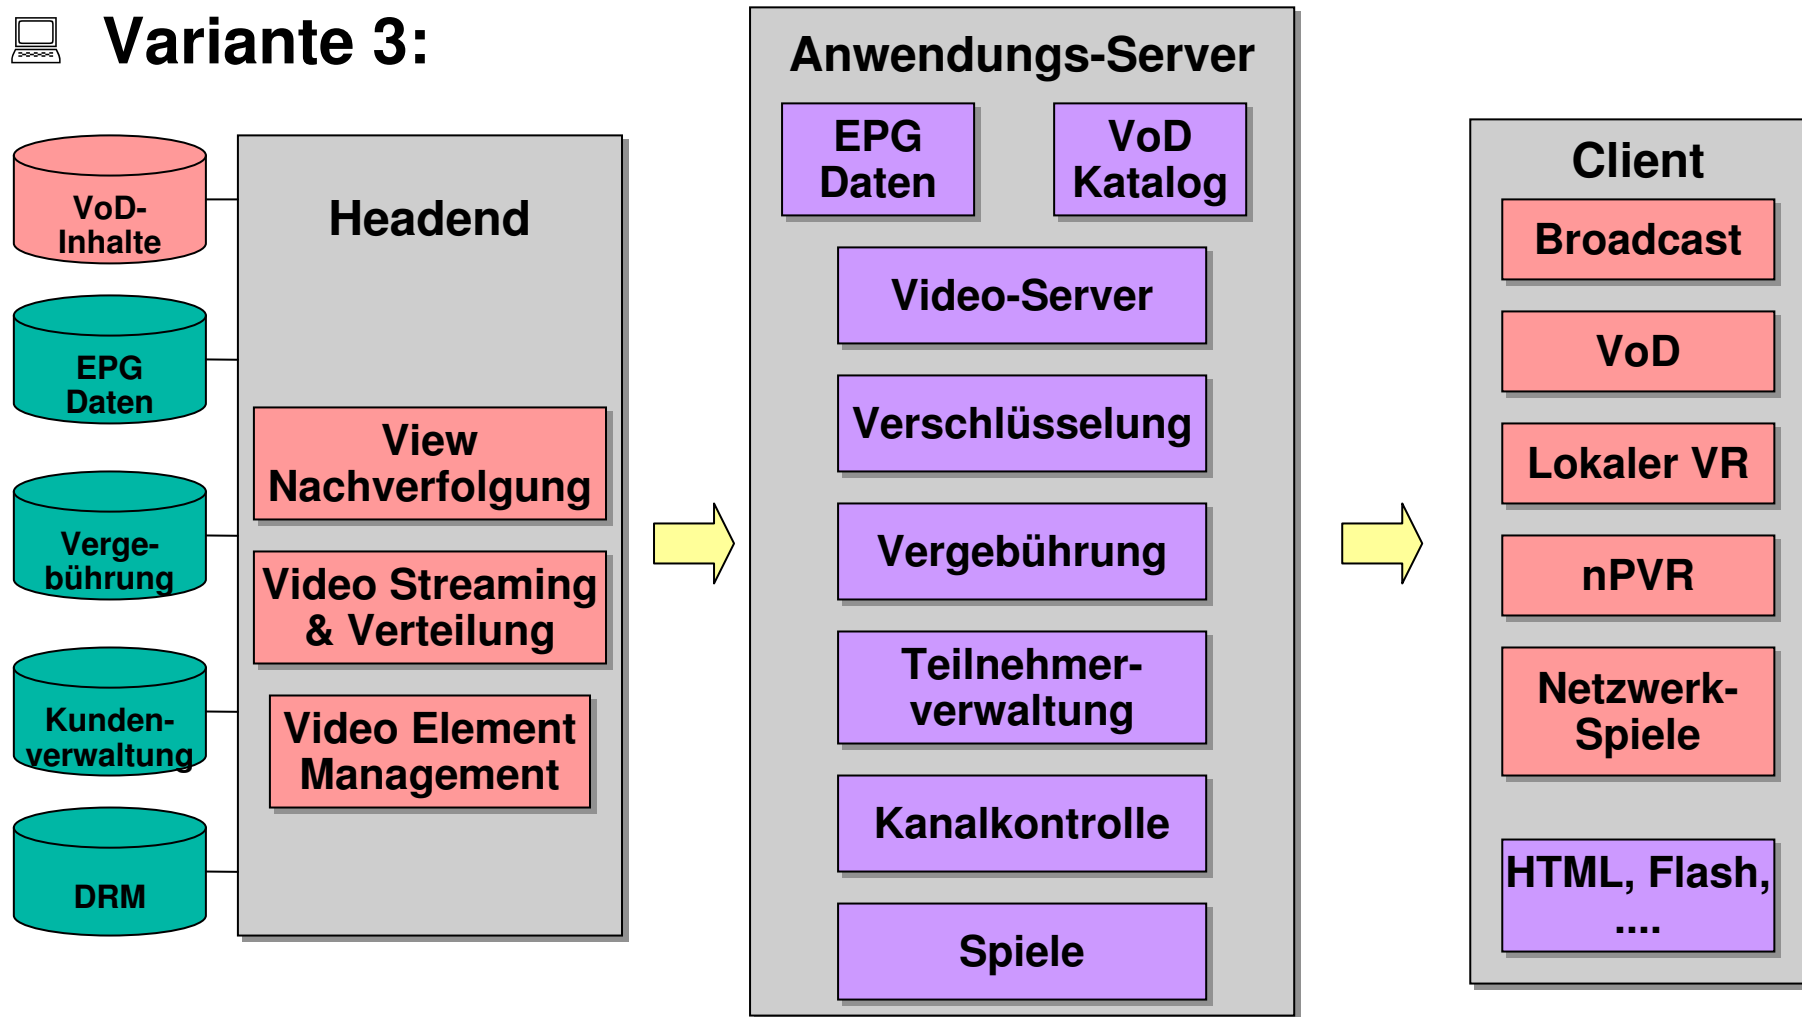 Variante 3:
VoD-
Inhalte
EPG
Daten
Verge-
bührung
Kunden-
verwaltung
DRM
Headend
View
Nachverfolgung
Video Streaming
& Verteilung
Video Element
Management
Anwendungs-Server
EPG
Daten
VoD
Katalog
Video-Server
Verschlüsselung
Vergebührung
Teilnehmer-
verwaltung
Kanalkontrolle
Spiele
Client
Broadcast
VoD
Lokaler VR
nPVR
Netzwerk-
Spiele
HTML, Flash,
....